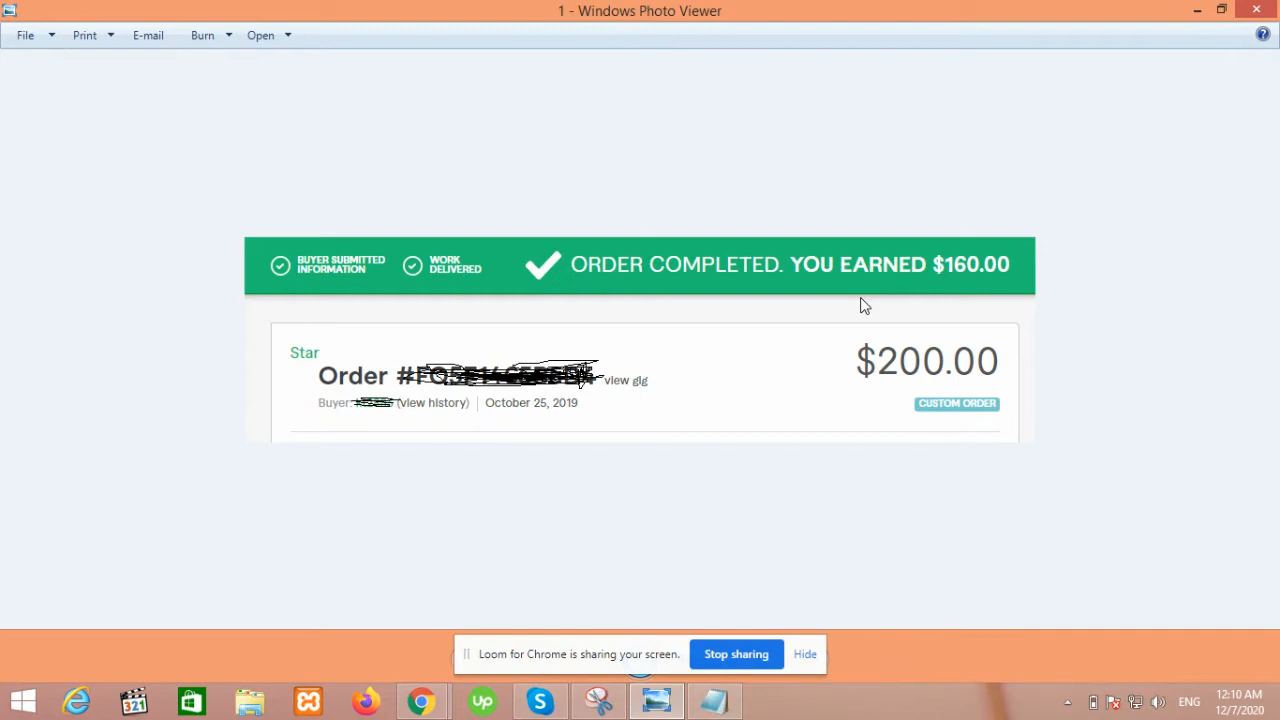 1 - Windows Photo Viewer
File Print E-mail Burn Open
BUYER SUBMITTED INFORMATION
WORK DELIVERED
ORDER COMPLETED. YOU EARNED $160.00
Star
$200.00
Order view gig
Buyer: (view history) October 25, 2019
CUSTOM ORDER
Loom for Chrome is sharing your screen. Stop sharing Hide
321
up
ENG
12:10 AM
12/7/2020